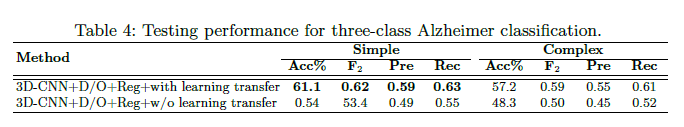 Table 4: Testing performance for three-class Alzheimer classification.
Method Simple Complex
Acc% F2 Pre Rec Acc% F2 Pre Rec
3D-CNN+D/O+Reg+with learning transfer 61.1 0.62 0.59 0.63 57.2 0.59 0.55 0.61
3D-CNN+D/O+Reg+w/o learning transfer 0.54 53.4 0.49 0.55 48.3 0.50 0.45 0.52